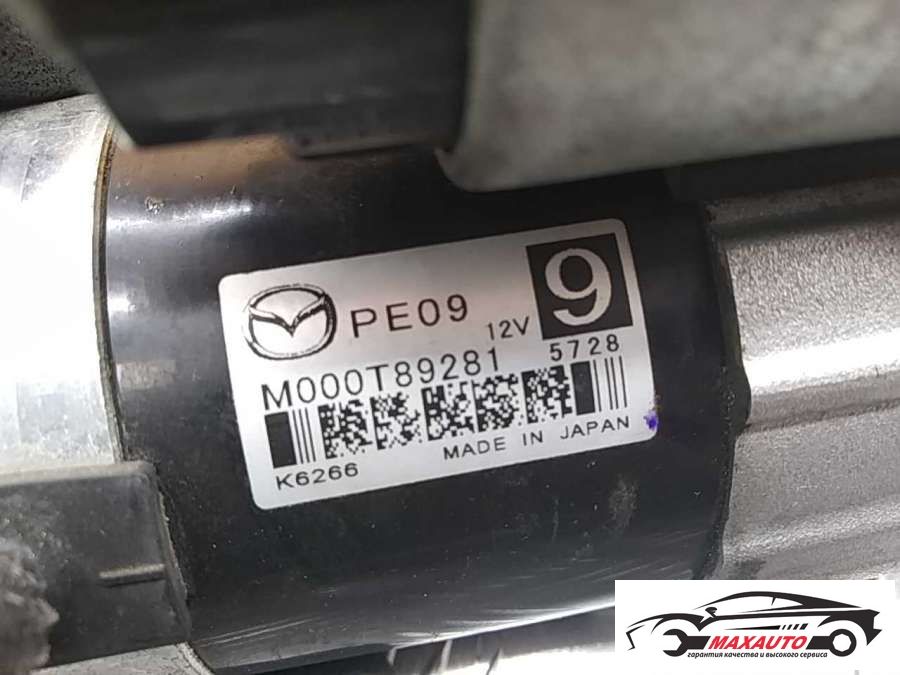 PE09
12V
9
M000T89281
5728
K6266
MADE IN JAPAN
MAXAUTO
гарантия качества и высокого сервиса